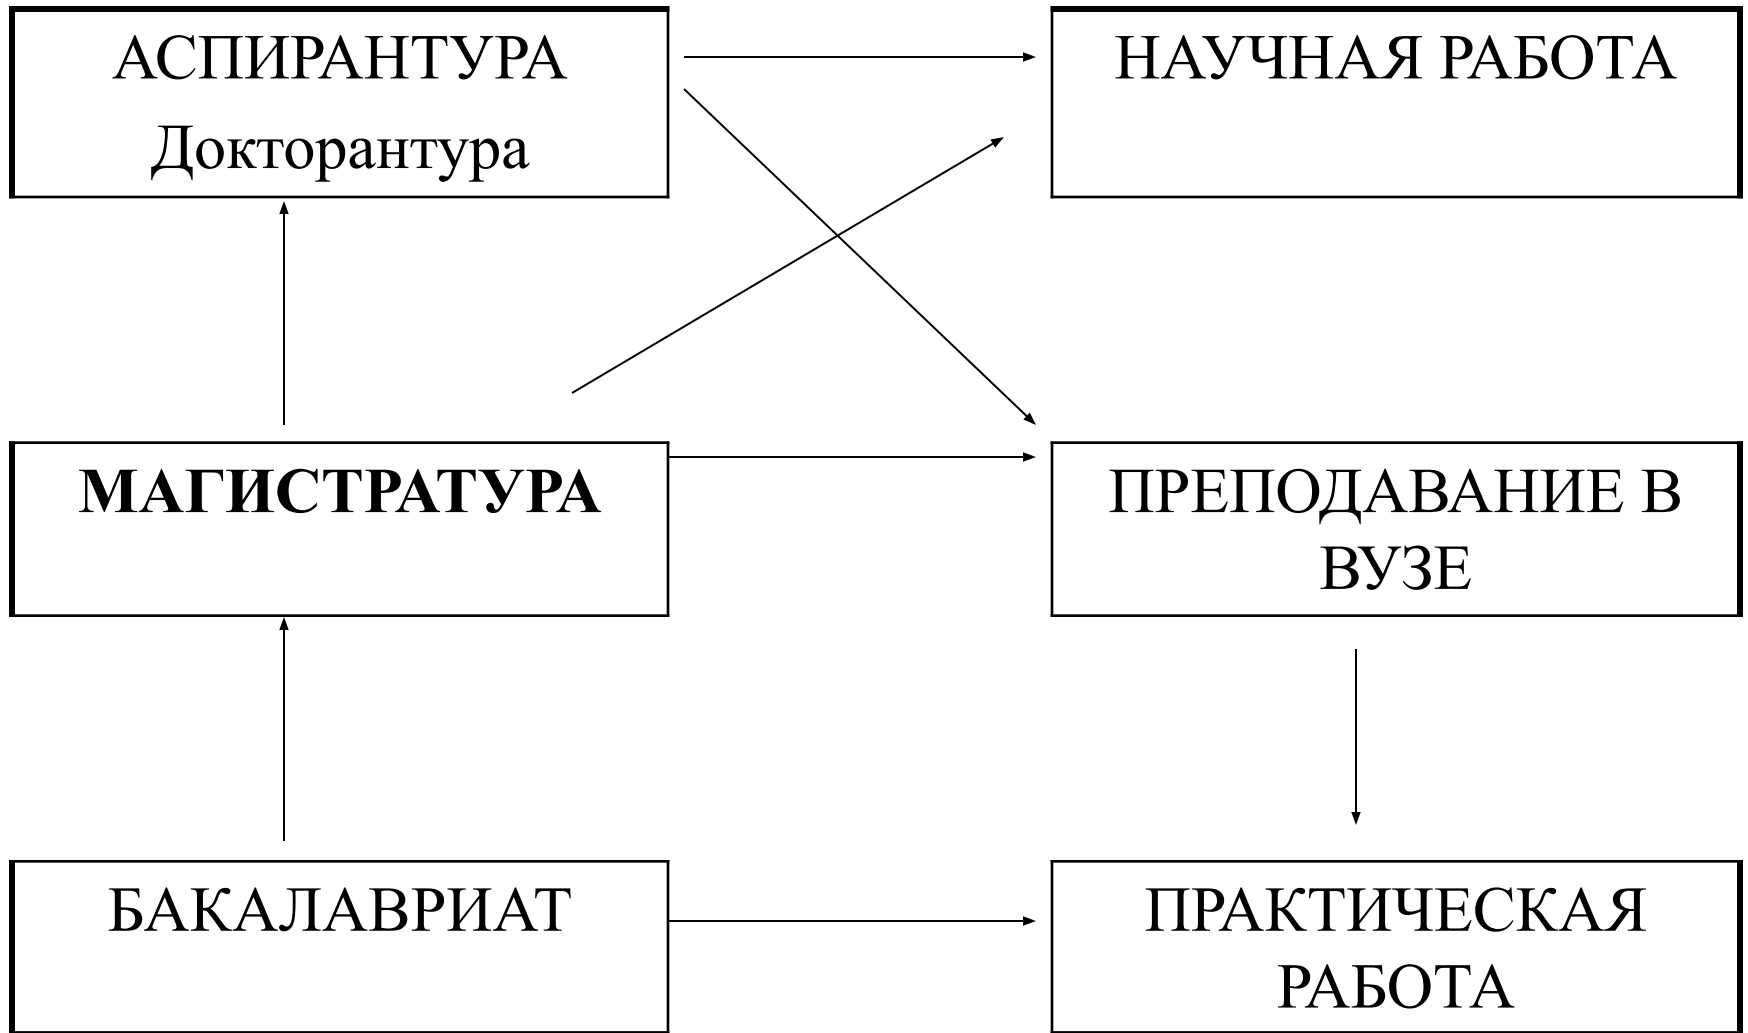 АСПИРАНТУРА
Докторантура
НАУЧНАЯ РАБОТА
МАГИСТРАТУРА
ПРЕПОДАВАНИЕ В
ВУЗЕ
БАКАЛАВРИАТ
ПРАКТИЧЕСКАЯ
РАБОТА